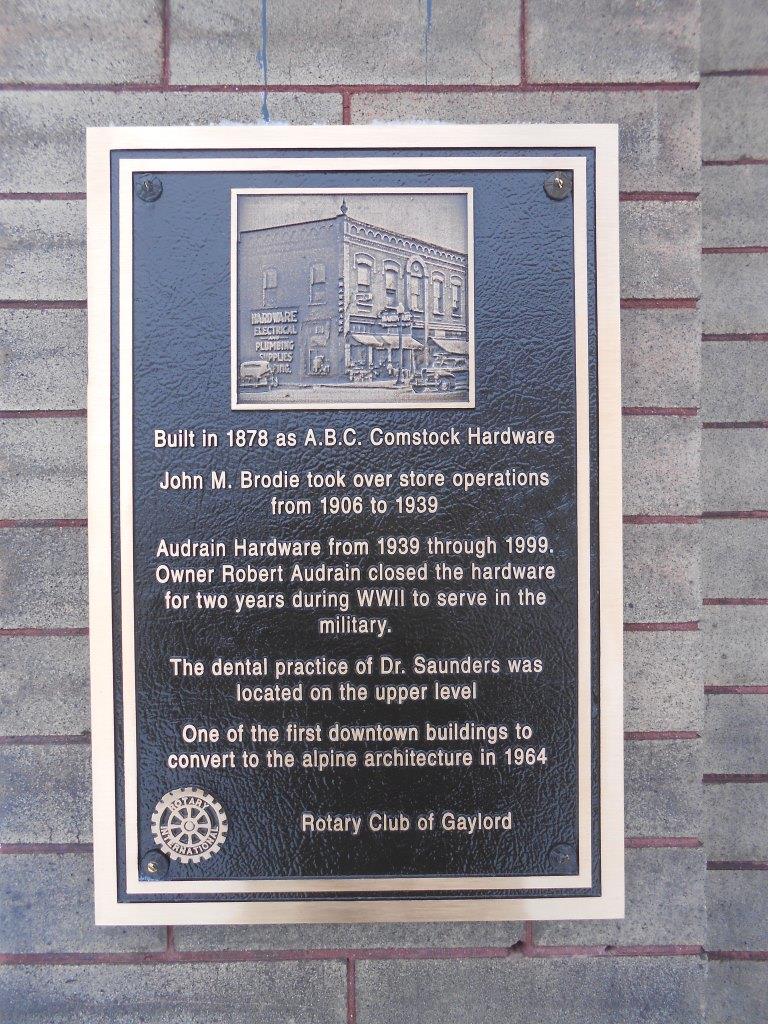 HARDWARE
ELECTRICAL
AND
PLUMBING
SUPPLIES
Built in 1878 as A.B.C. Comstock Hardware
John M. Brodie took over store operations
from 1906 to 1939
Audrain Hardware from 1939 through 1999.
Owner Robert Audrain closed the hardware
for two years during WWII to serve in the
military.
The dental practice of Dr. Saunders was
located on the upper level
One of the first downtown buildings to
convert to the alpine architecture in 1964
ROTARY
INTERNATIONAL
Rotary Club of Gaylord